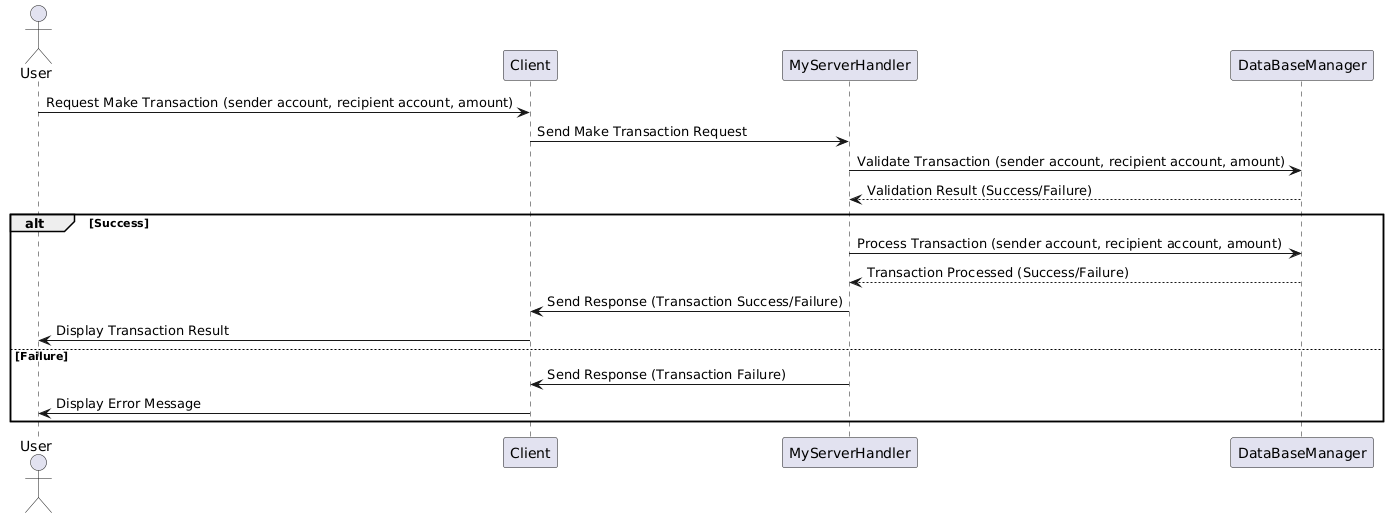 User
Client
MyServerHandler
DataBaseManager
Request Make Transaction (sender account, recipient account, amount)
Send Make Transaction Request
Validate Transaction (sender account, recipient account, amount)
Validation Result (Success/Failure)
alt [Success]
Process Transaction (sender account, recipient account, amount)
Transaction Processed (Success/Failure)
Send Response (Transaction Success/Failure)
Display Transaction Result
[Failure]
Send Response (Transaction Failure)
Display Error Message
User
Client
MyServerHandler
DataBaseManager